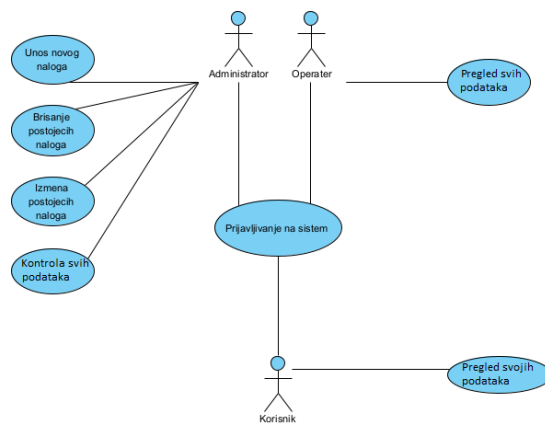 Unos novog
naloga
Administrator
Operater
Pregled svih
podataka
Brisanje
postojecih
naloga
Izmena
postojecih
naloga
Prijavljivanje na sistem
Kontrola svih
podataka
Pregled svojih
podataka
Korisnik